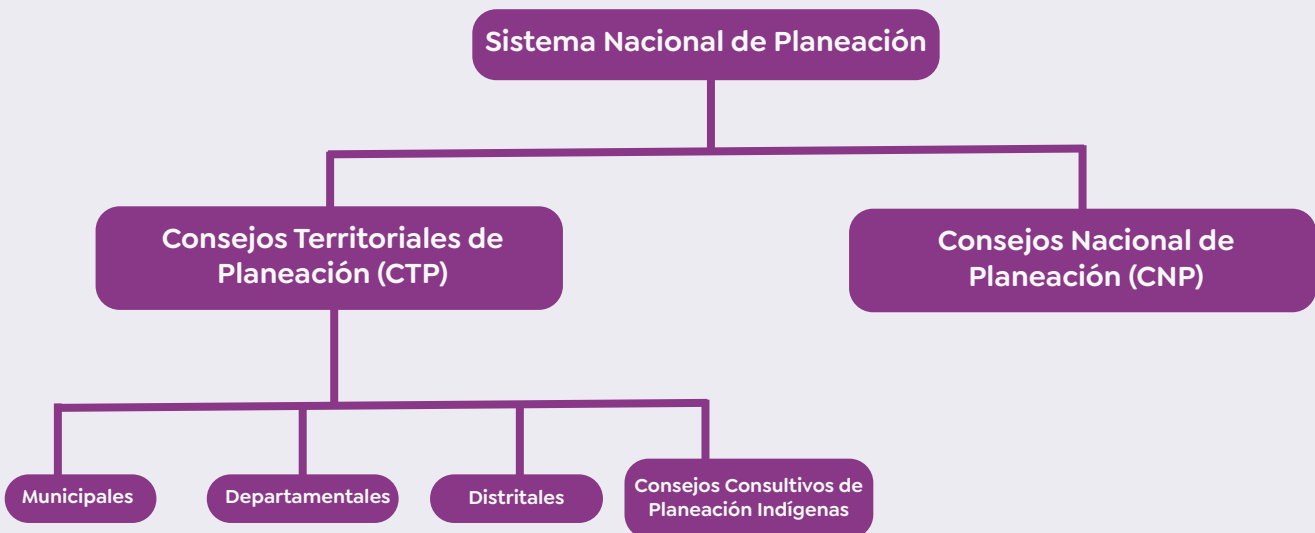 Sistema Nacional de Planeación
Consejos Territoriales de
Planeación (CTP)
Consejos Nacional de
Planeación (CNP)
Municipales
Departamentales
Distritales
Consejos Consultivos de
Planeación Indígenas